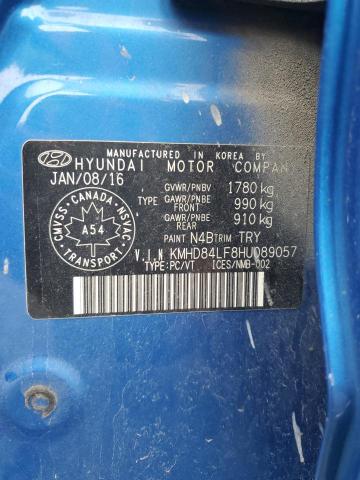 MANUFACTURED IN KOREA BY
HYUNDAI MOTOR COMPANY
JAN/08/16
GVWR/PNBV 1780 kg
TYPE GAWR/PNBE FRONT 990 kg
GAWR/PNBE REAR 910 kg
PAINT N4B TRIM TRY
V.I.N KMHD84LF8HU089057
TYPE:PC/VT ICES/NMB-002
CANADA
CMVSS NSVAC
A54
TRANSPORT